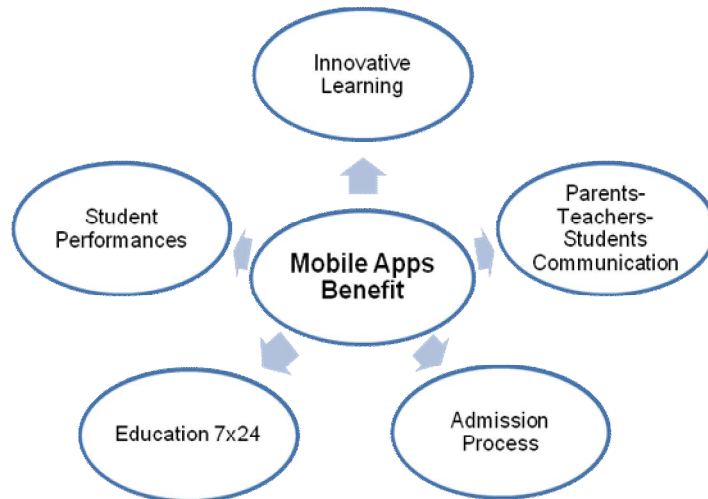 Innovative
Learning
Student
Performances
Parents-
Teachers-
Students
Communication
Mobile Apps
Benefit
Education 7x24
Admission
Process